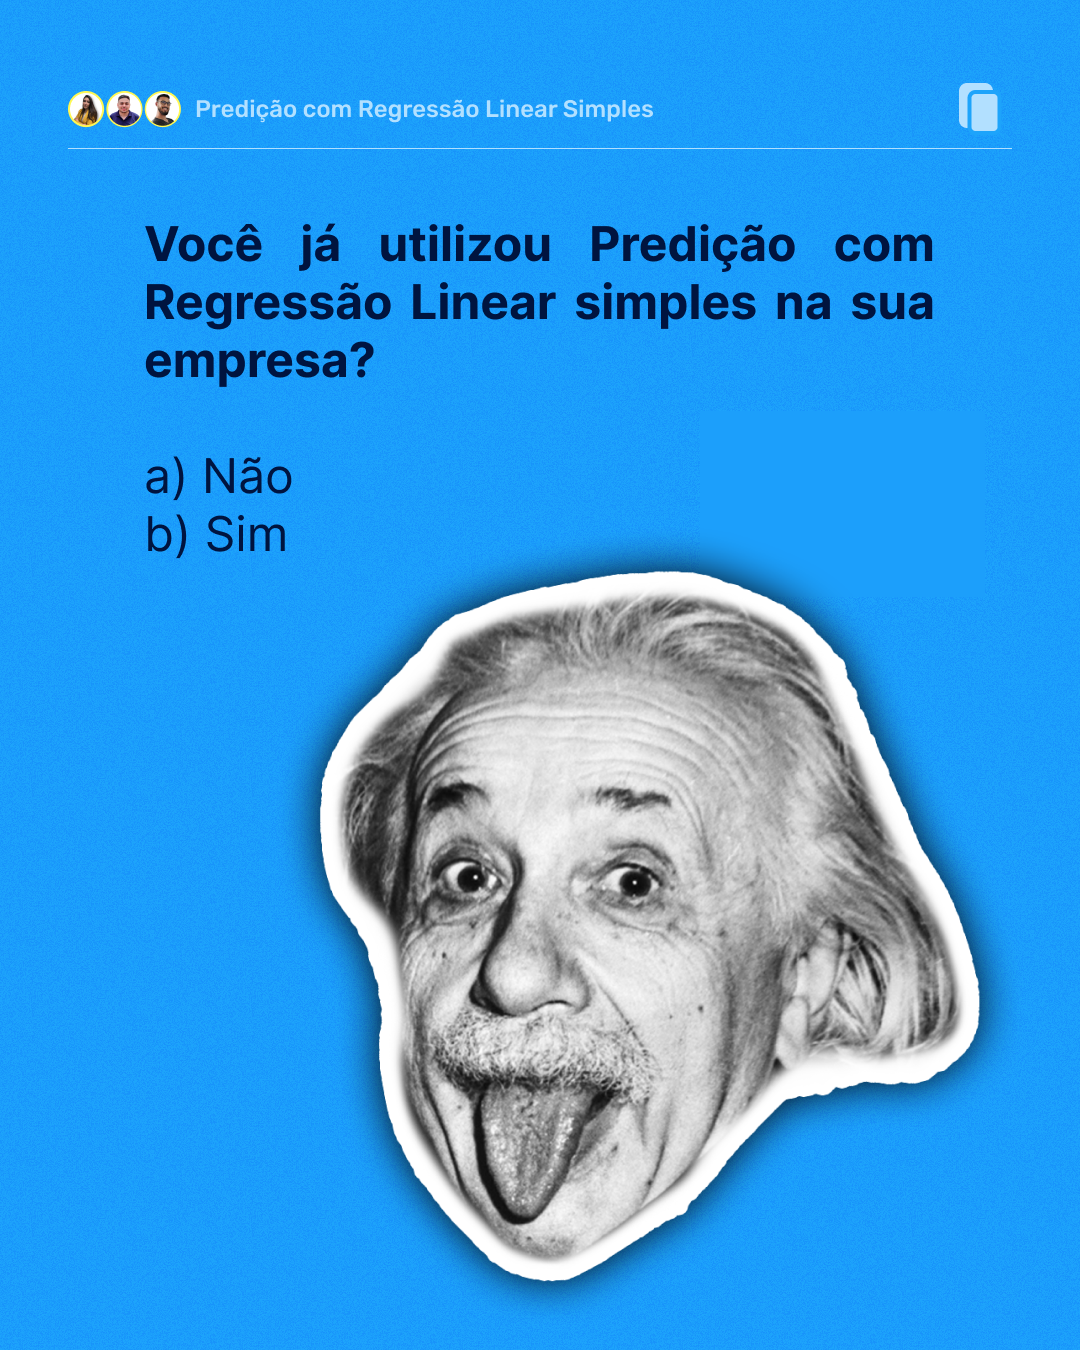 Predição com Regressão Linear Simples
Você já utilizou Predição com
Regressão Linear simples na sua
empresa?
a) Não
b) Sim